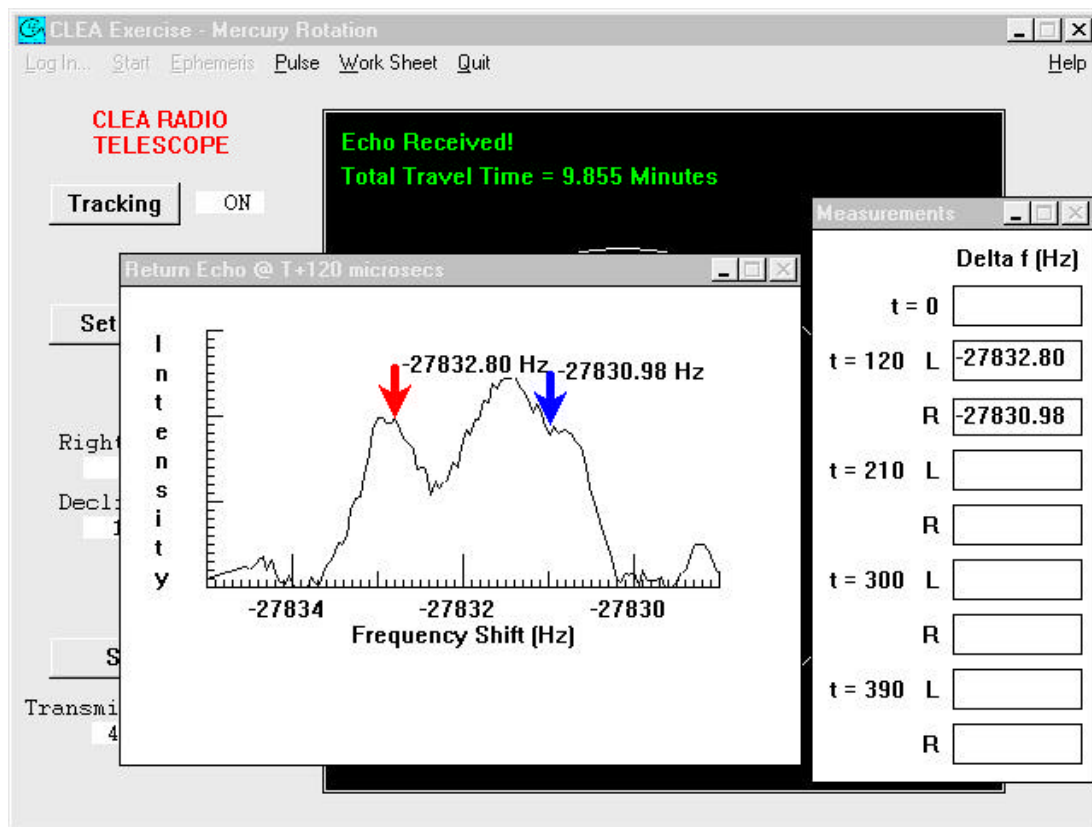 CLEA Exercise - Mercury Rotation
Log In... Start Ephemeris Pulse Work Sheet Quit Help
CLEA RADIO
TELESCOPE
Tracking ON
Echo Received!
Total Travel Time = 9.855 Minutes
Set
Right
Decli
Transmi
4
Return Echo @ T+120 microsecs
Intensity
-27832.80 Hz
-27830.98 Hz
-27834 -27832 -27830
Frequency Shift (Hz)
Measurements
Delta f (Hz)
t = 0
t = 120 L -27832.80
R -27830.98
t = 210 L
R
t = 300 L
R
t = 390 L
R